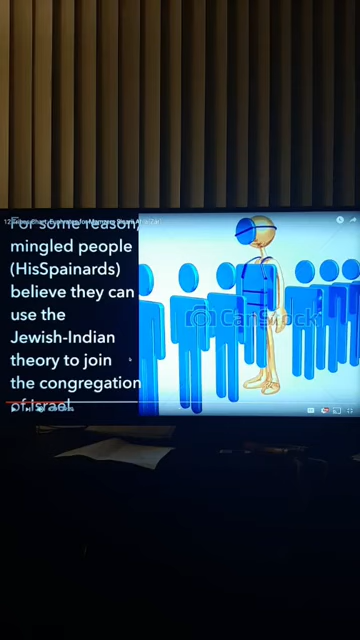 For some reason,
mingled people
(HisSpainards)
believe they can
use the
Jewish-Indian
theory to join
the congregation
of Israel
CanStock